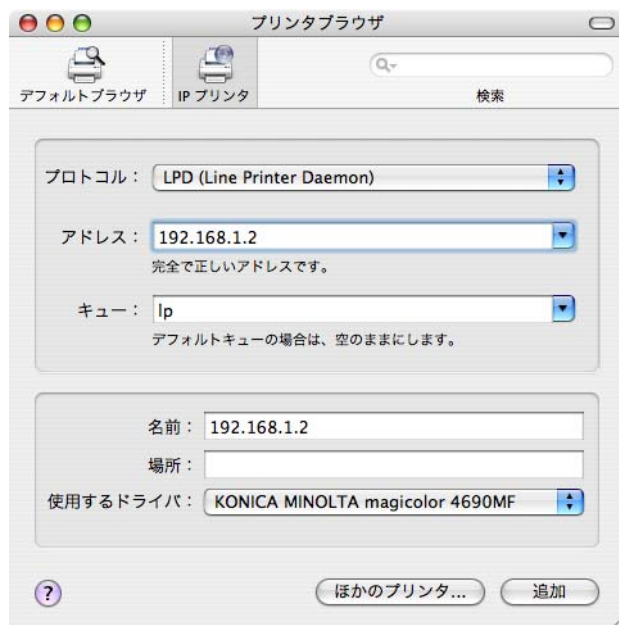 プリンタブラウザ
デフォルトブラウザ
IP プリンタ
検索
プロトコル：
LPD (Line Printer Daemon)
アドレス：
192.168.1.2
完全で正しいアドレスです。
キュー：
lp
デフォルトキューの場合は、空のままにします。
名前：
192.168.1.2
場所：
使用するドライバ：
KONICA MINOLTA magicolor 4690MF
?
ほかのプリンタ...
追加